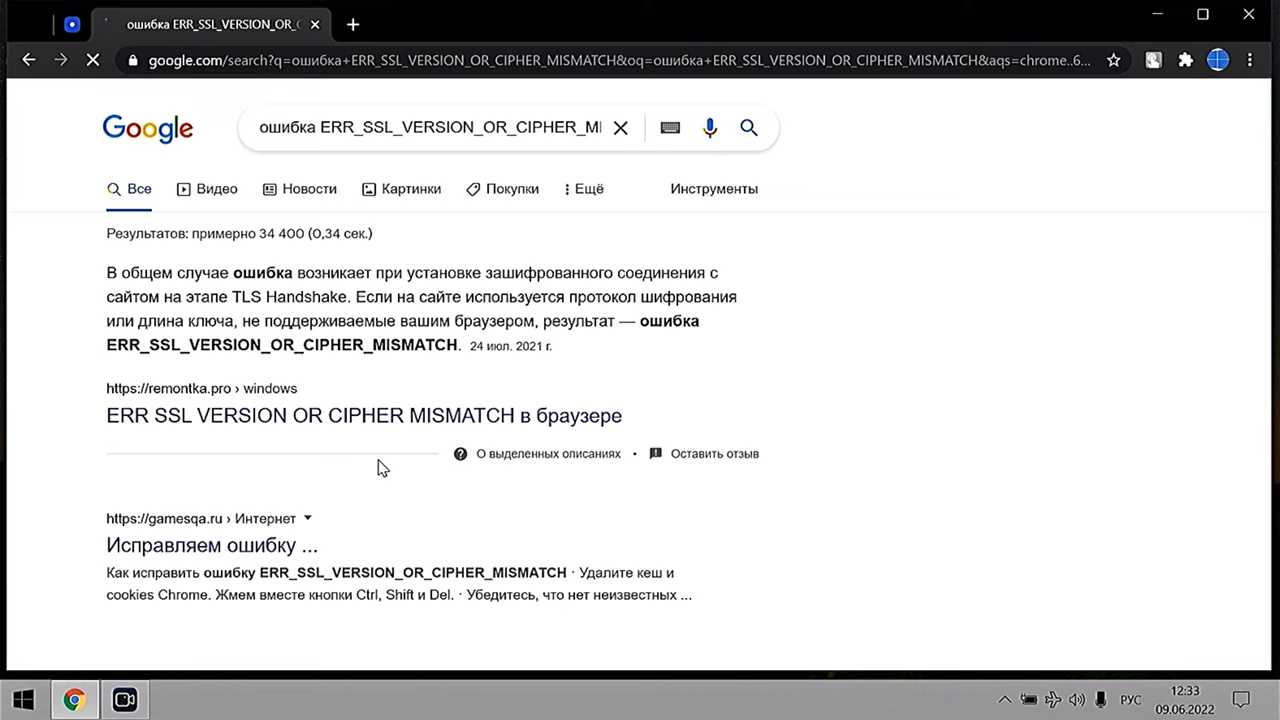 ошибка ERR_SSL_VERSION_OR_C
google.com/search?q=ошибка+ERR_SSL_VERSION_OR_CIPHER_MISMATCH&oq=ошибка+ERR_SSL_VERSION_OR_CIPHER_MISMATCH&aqs=chrome..6...
Google
ошибка ERR_SSL_VERSION_OR_CIPHER_MI
Все Видео Новости Картинки Покупки Ещё Инструменты
Результатов: примерно 34 400 (0,34 сек.)
В общем случае ошибка возникает при установке зашифрованного соединения с
сайтом на этапе TLS Handshake. Если на сайте используется протокол шифрования
или длина ключа, не поддерживаемые вашим браузером, результат — ошибка
ERR_SSL_VERSION_OR_CIPHER_MISMATCH. 24 июл. 2021 г.
https://remontka.pro › windows
ERR SSL VERSION OR CIPHER MISMATCH в браузере
О выделенных описаниях • Оставить отзыв
https://gamesqa.ru › Интернет
Исправляем ошибку ...
Как исправить ошибку ERR_SSL_VERSION_OR_CIPHER_MISMATCH · Удалите кеш и
cookies Chrome. Жмем вместе кнопки Ctrl, Shift и Del. · Убедитесь, что нет неизвестных ...
РУС
12:33
09.06.2022